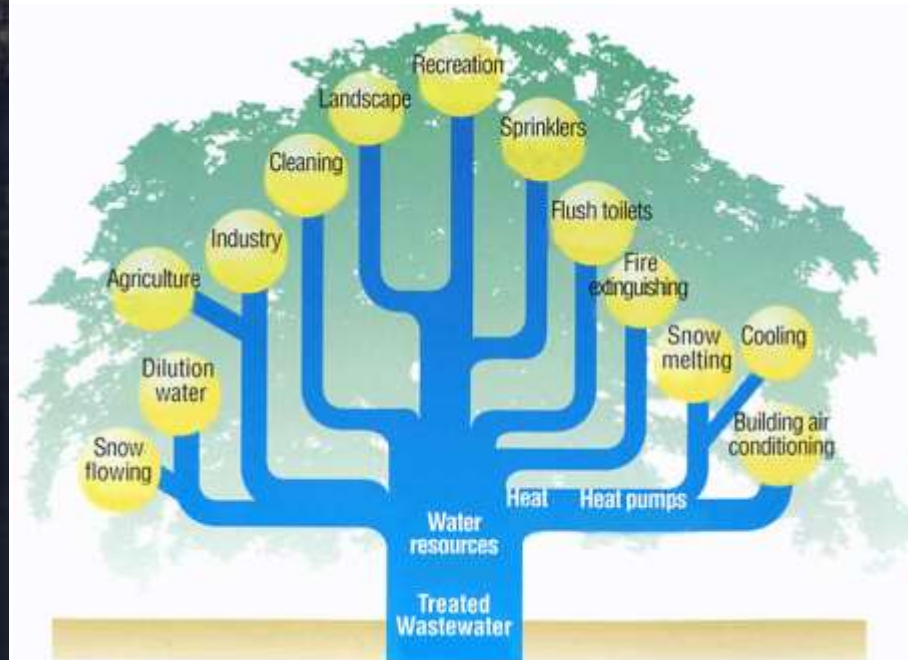 Recreation
Landscape
Sprinklers
Cleaning
Flush toilets
Industry
Fire
extinguishing
Agriculture
Snow
melting
Cooling
Dilution
water
Building air
conditioning
Snow
flowing
Heat
Heat pumps
Water
resources
Treated
Wastewater